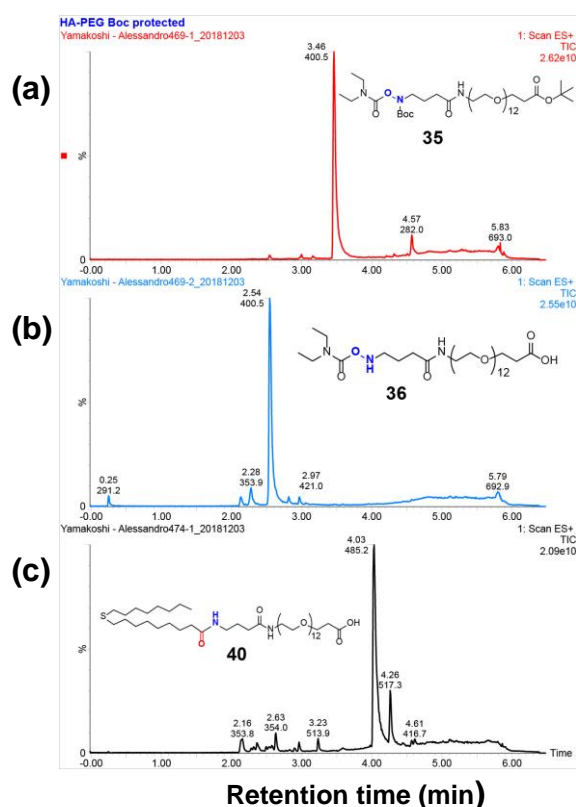 HA-PEG Boc protected
Yamakoshi - Alessandro469-1_20181203
1: Scan ES+
TIC
2.62e10
(a)
3.46
400.5
%
N
O
O
N
Boc
O
H
N
O
12
O
O
35
4.57
282.0
5.83
693.0
0
-0.00 1.00 2.00 3.00 4.00 5.00 6.00
Yamakoshi - Alessandro469-2_20181203
1: Scan ES+
TIC
2.55e10
(b)
2.54
400.5
%
N
O
O
N
H
O
H
N
O
12
O
OH
36
0.25
291.2
2.28
353.9
2.97
421.0
5.79
692.9
0
-0.00 1.00 2.00 3.00 4.00 5.00 6.00
Yamakoshi - Alessandro474-1_20181203
1: Scan ES+
TIC
2.09e10
(c)
4.03
485.2
%
S
O
H
N
O
N
H
O
12
O
OH
40
4.26
517.3
2.16
353.8
2.63
354.0
3.23
513.9
4.61
416.7
Time
0
-0.00 1.00 2.00 3.00 4.00 5.00 6.00
Retention time (min)